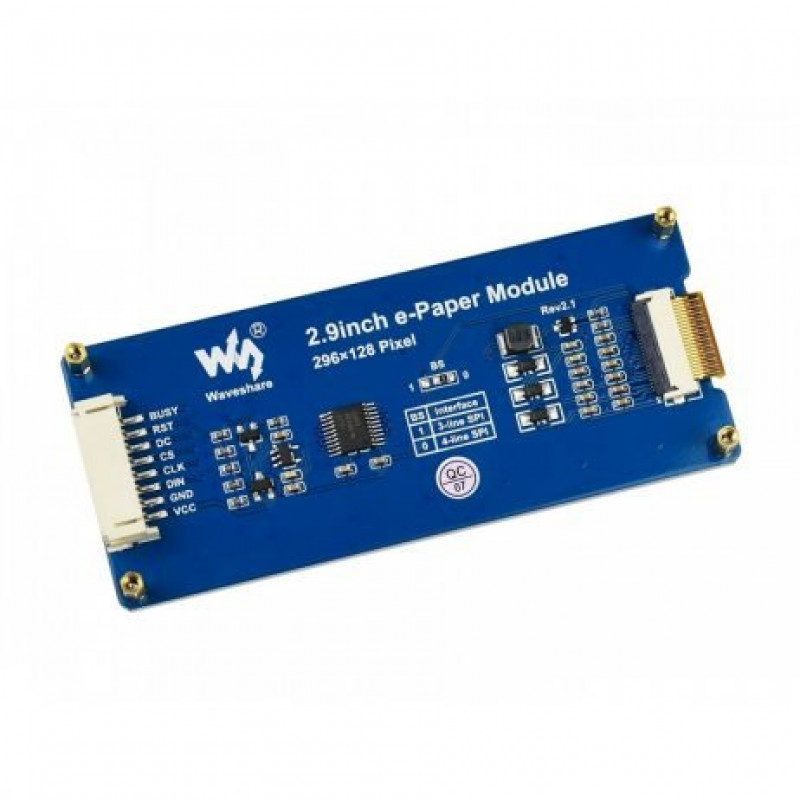 2.9inch e-Paper Module
296×128 Pixel
®
Waveshare
Rev2.1
BS
1 0
BS Interface
1 3-line SPI
0 4-line SPI
BUSY
RST
DC
CS
CLK
DIN
GND
VCC
QC
07